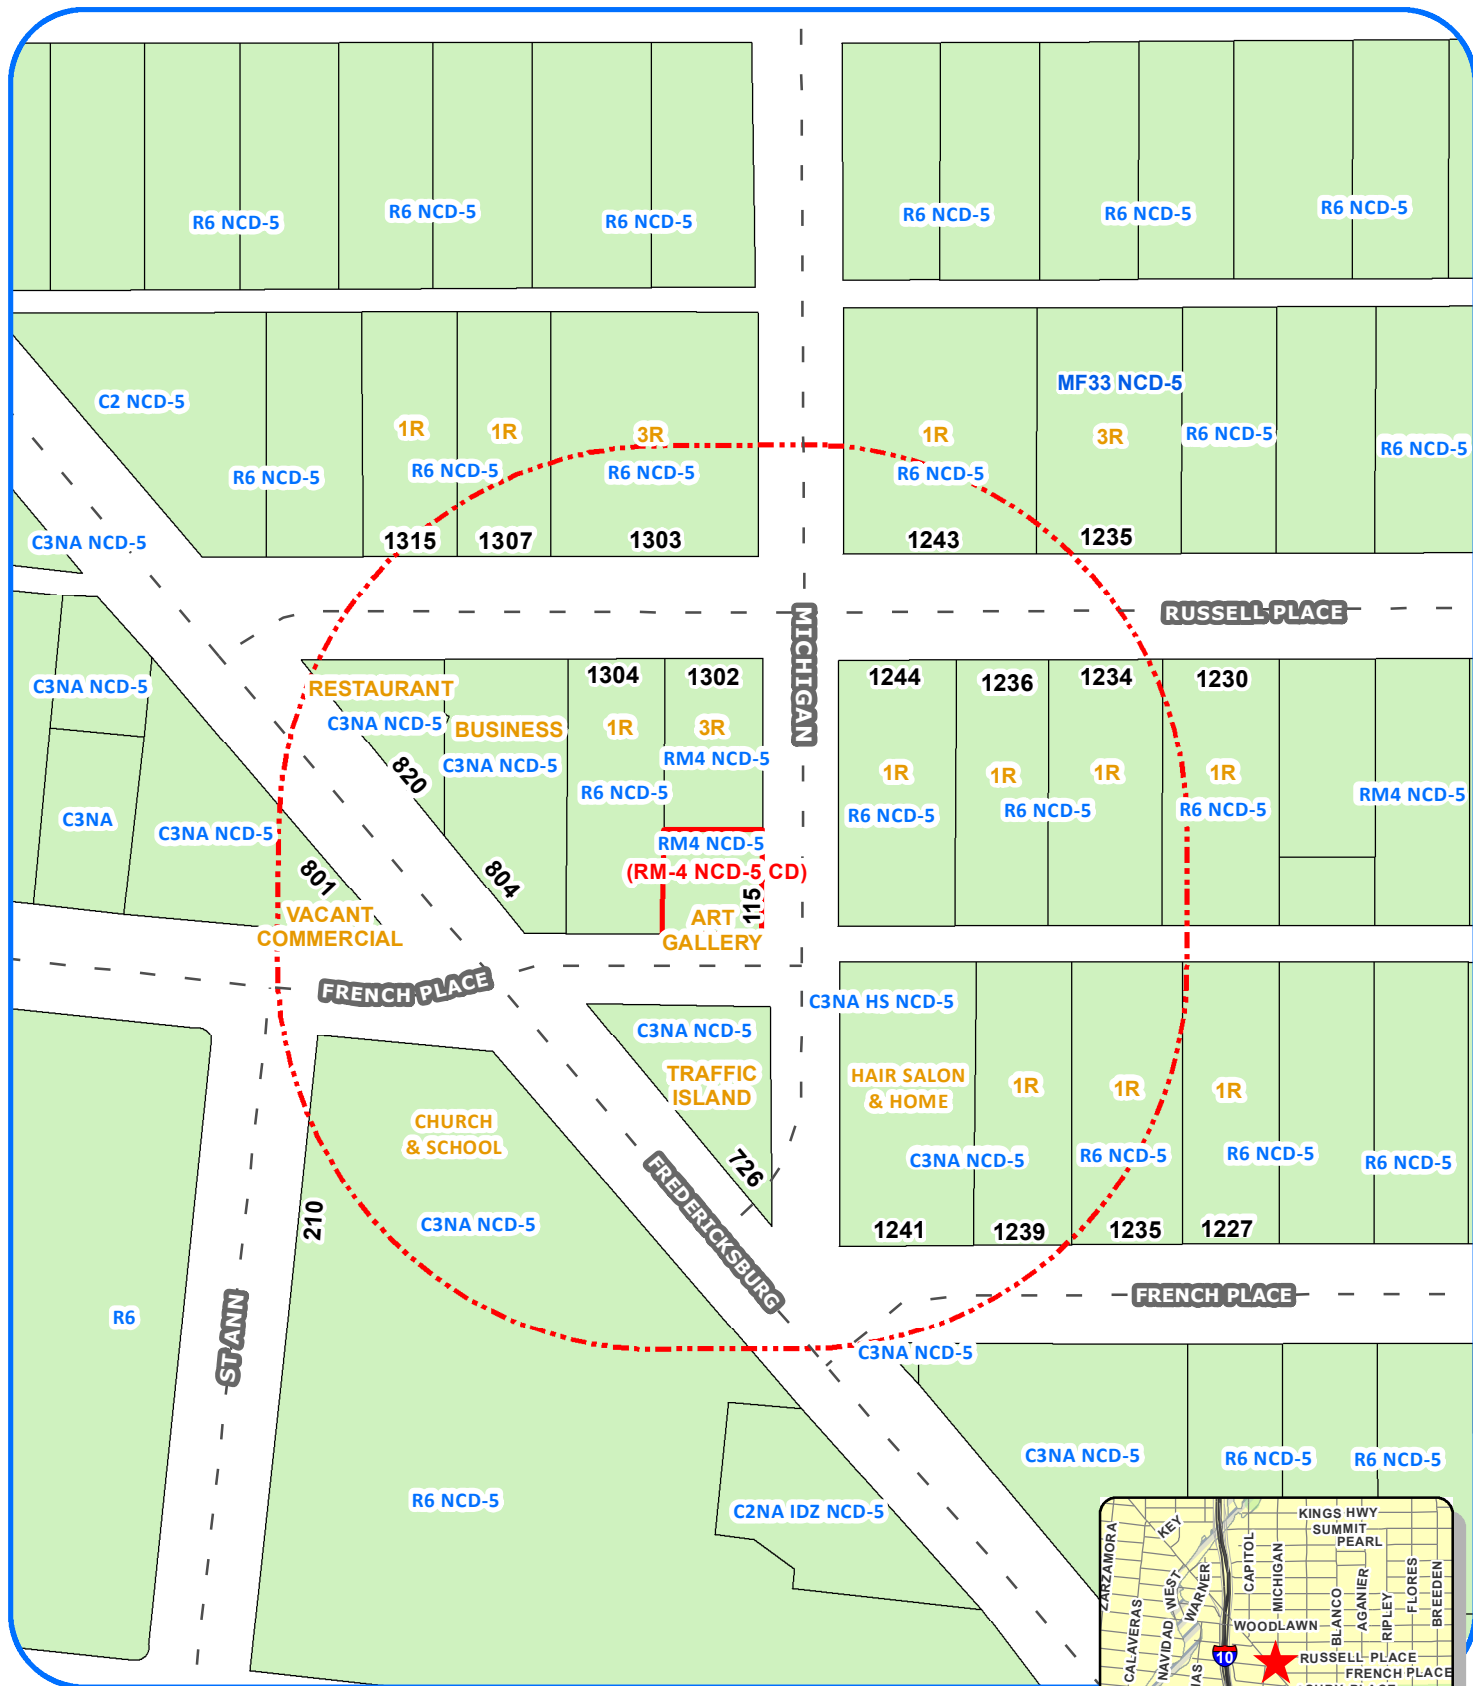 R6 NCD-5
R6 NCD-5
R6 NCD-5
R6 NCD-5
R6 NCD-5
R6 NCD-5
C2 NCD-5
R6 NCD-5
1R
1R
3R
R6 NCD-5
R6 NCD-5
1R
R6 NCD-5
MF33 NCD-5
3R
R6 NCD-5
R6 NCD-5
C3NA NCD-5
1315
1307
1303
1243
1235
MICHIGAN
RUSSELL PLACE
C3NA NCD-5
C3NA
C3NA NCD-5
RESTAURANT
C3NA NCD-5
820
BUSINESS
C3NA NCD-5
804
1304
1R
R6 NCD-5
1302
3R
RM4 NCD-5
RM4 NCD-5
(RM-4 NCD-5 CD)
115
ART
GALLERY
1244
1R
R6 NCD-5
1236
1R
1234
1R
R6 NCD-5
1230
1R
R6 NCD-5
RM4 NCD-5
801
VACANT
COMMERCIAL
FRENCH PLACE
C3NA NCD-5
TRAFFIC
ISLAND
726
C3NA HS NCD-5
HAIR SALON
& HOME
1R
1R
1R
C3NA NCD-5
R6 NCD-5
R6 NCD-5
R6 NCD-5
1241
1239
1235
1227
CHURCH
& SCHOOL
210
C3NA NCD-5
FREDERICKSBURG
FRENCH PLACE
R6
ST ANN
C3NA NCD-5
C3NA NCD-5
R6 NCD-5
R6 NCD-5
R6 NCD-5
C2NA IDZ NCD-5
KINGS HWY
SUMMIT
PEARL
KEY
ZARZAMORA
CAPITOL
MICHIGAN
WEST
WARNER
NAVIDAD
CALAVERAS
BLANCO
AGANIER
RIPLEY
FLORES
BREEDEN
WOODLAWN
10
RUSSELL PLACE
FRENCH PLACE